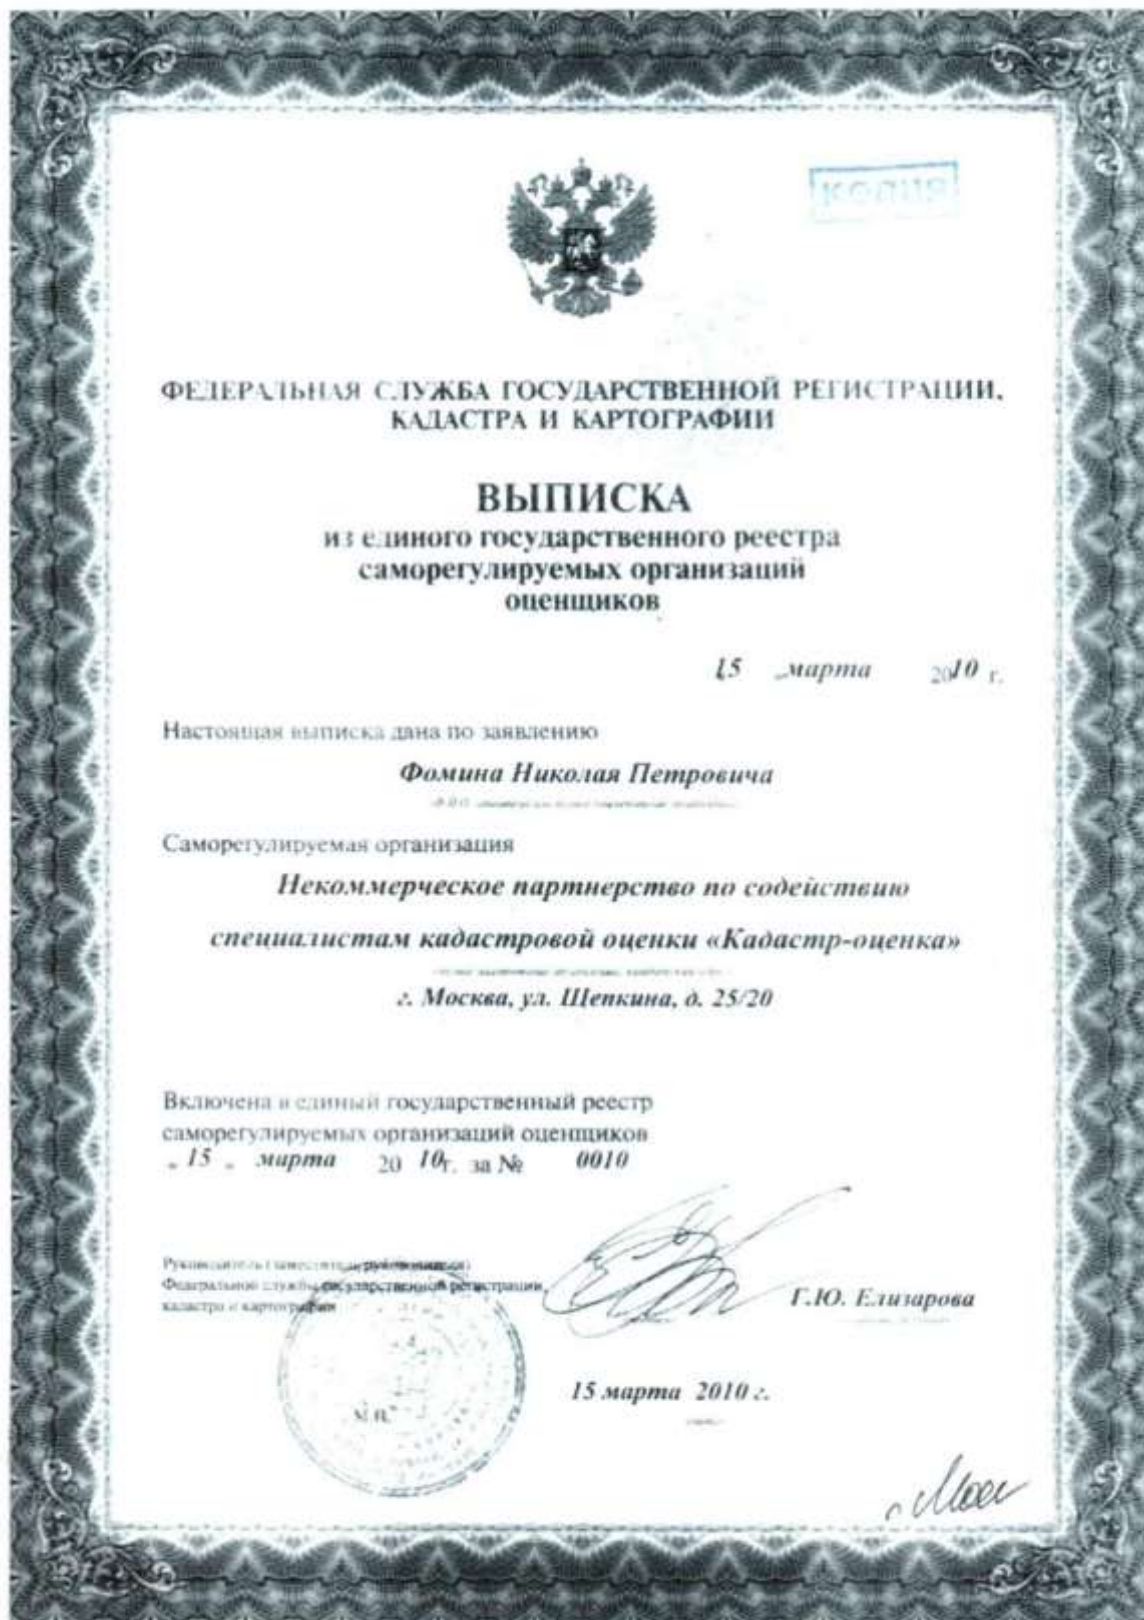 КОПИЯ
ФЕДЕРАЛЬНАЯ СЛУЖБА ГОСУДАРСТВЕННОЙ РЕГИСТРАЦИИ,
КАДАСТРА И КАРТОГРАФИИ
ВЫПИСКА
из единого государственного реестра
саморегулируемых организаций
оценщиков
15 „ марта 2010 г.
Настоящая выписка дана по заявлению
Фомина Николая Петровича
Саморегулируемая организация
Некоммерческое партнерство по содействию
специалистам кадастровой оценки «Кадастр-оценка»
г. Москва, ул. Щепкина, д. 25/20
Включена в единый государственный реестр
саморегулируемых организаций оценщиков
„ 15 „ марта 20 10г. за № 0010
Руководитель (заместитель руководителя)
Федеральной службы государственной регистрации,
кадастра и картографии
Г.Ю. Елизарова
М.П.
15 марта 2010 г.